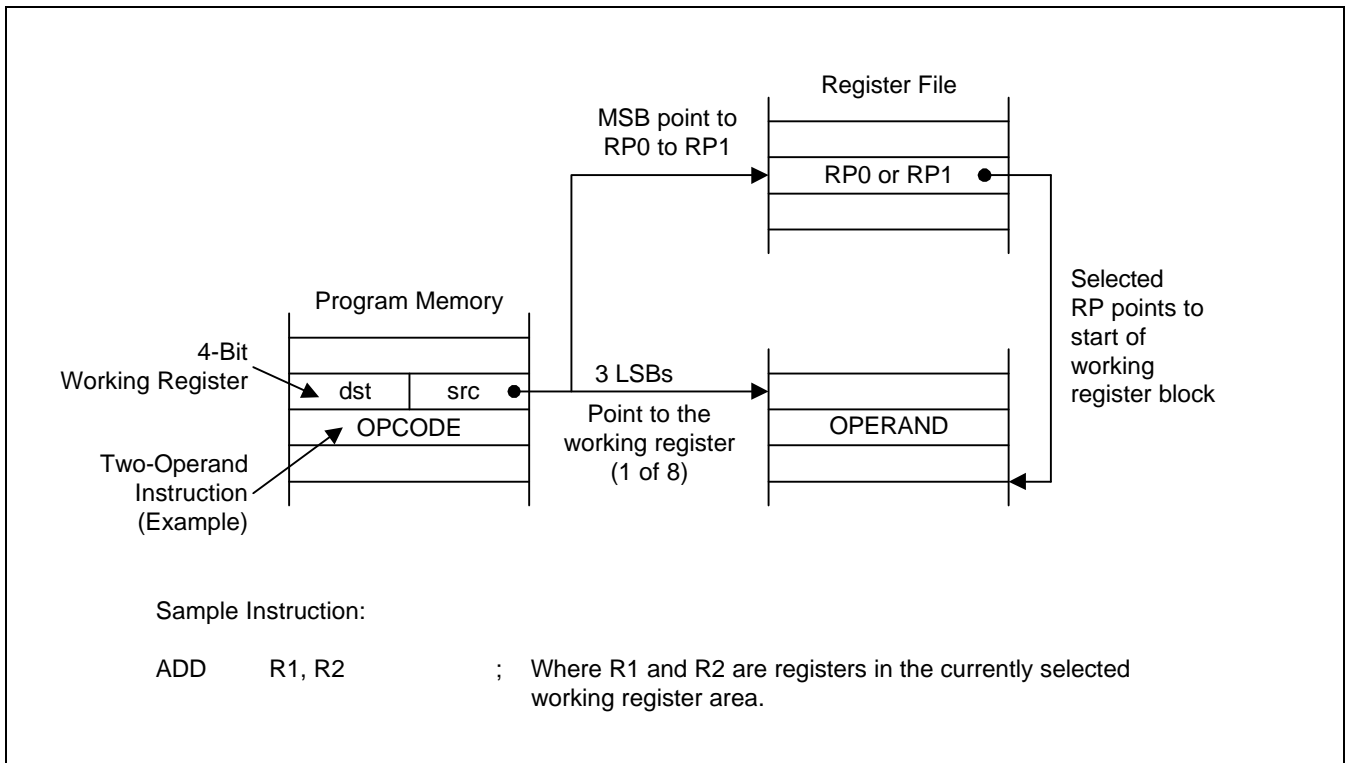 Register File
MSB point to
RP0 to RP1
RP0 or RP1
Selected
RP points to
start of
working
register block
Program Memory
4-Bit
Working Register
dst src
3 LSBs
Point to the
working register
(1 of 8)
OPCODE
OPERAND
Two-Operand
Instruction
(Example)
Sample Instruction:
ADD R1, R2 ; Where R1 and R2 are registers in the currently selected
working register area.